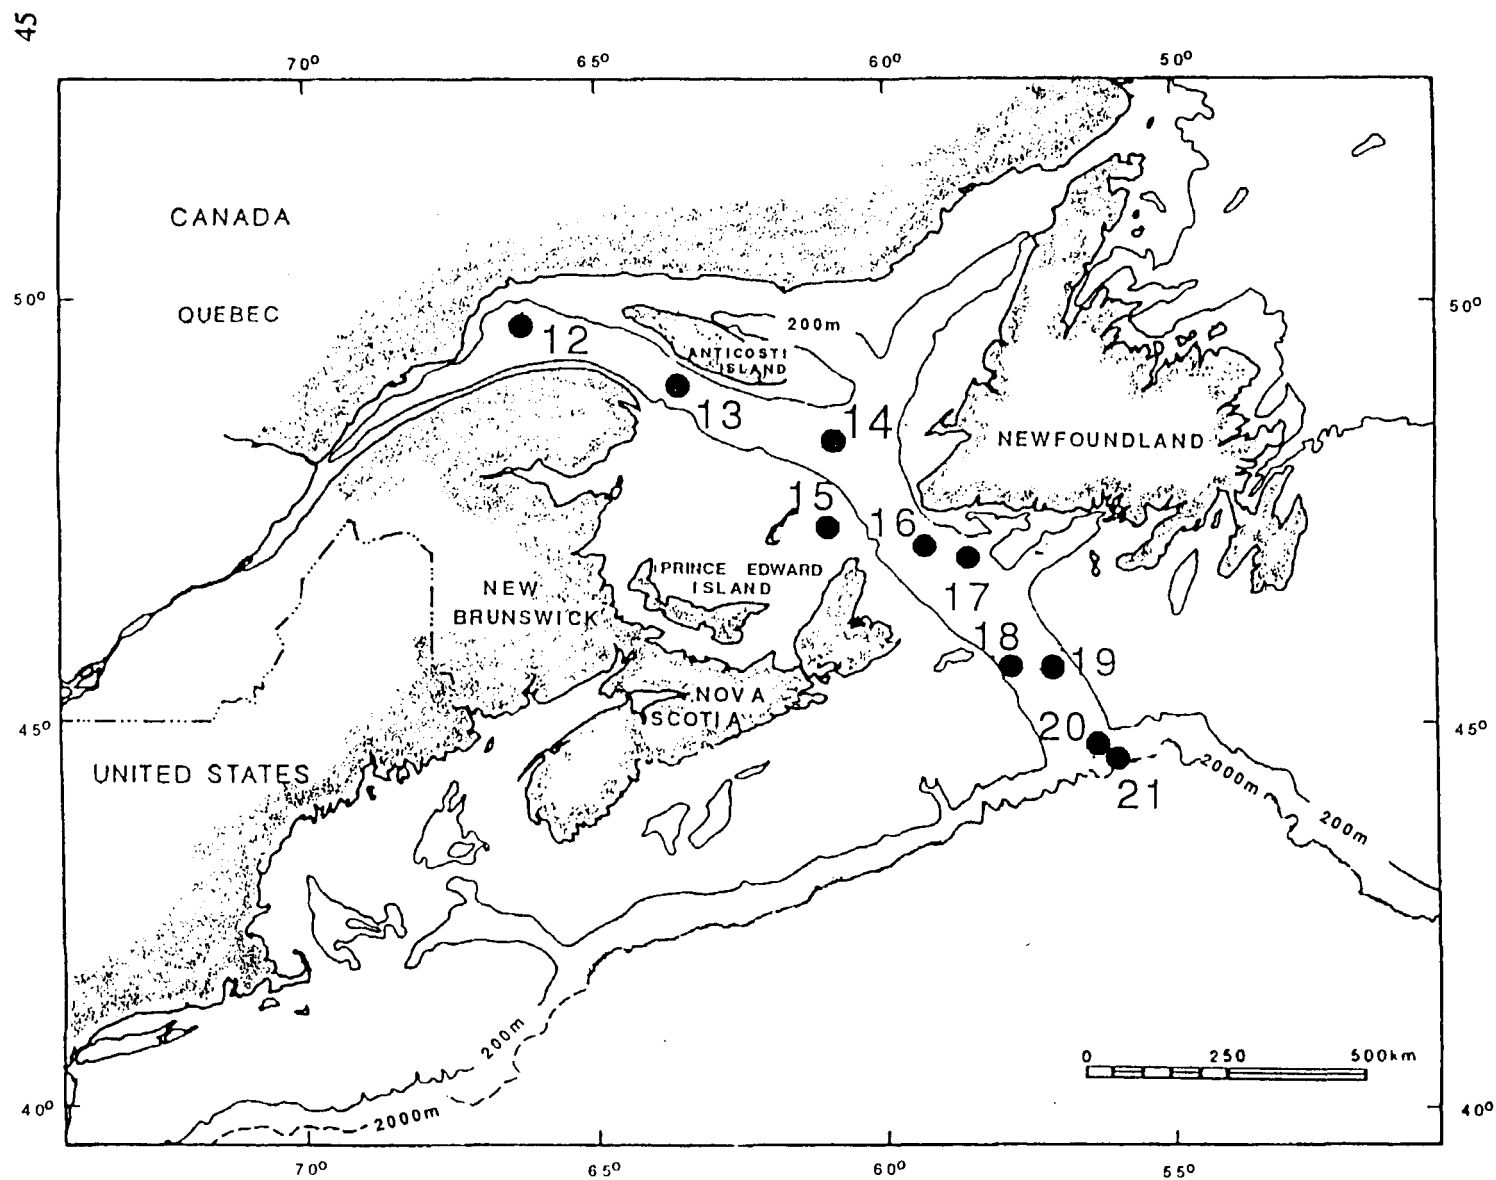 45
70° 65° 60° 50°
CANADA
50° 50°
QUEBEC
12
200m
ANTICOSTI
ISLAND
13
14
NEWFOUNDLAND
15
16
PRINCE EDWARD
ISLAND
17
NEW
BRUNSWICK
18
19
NOVA
SCOTIA
20
45° 45°
UNITED STATES
2000m
21
200m
200m
0 250 500km
2000m
40° 40°
70° 65° 60° 55°